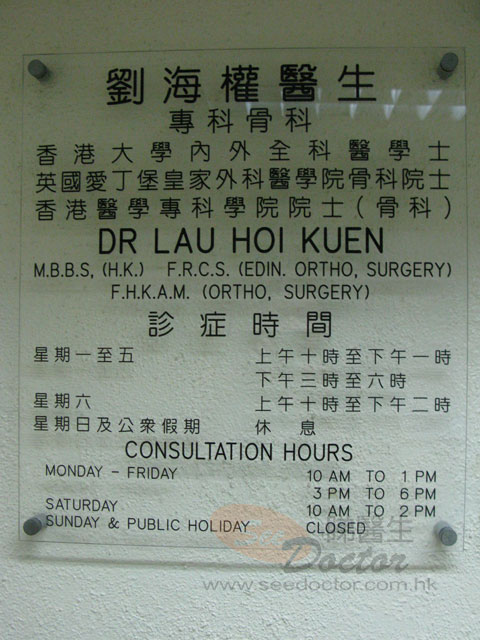 劉海權醫生
專科骨科
香港大學內外全科醫學士
英國愛丁堡皇家外科醫學院骨科院士
香港醫學專科學院院士(骨科)
DR LAU HOI KUEN
M.B.B.S, (H.K.) F.R.C.S. (EDIN. ORTHO, SURGERY)
F.H.K.A.M. (ORTHO, SURGERY)
診症時間
星期一至五 上午十時至下午一時
下午三時至六時
星期六 上午十時至下午二時
星期日及公衆假期 休息
CONSULTATION HOURS
MONDAY - FRIDAY 10 AM TO 1 PM
3 PM TO 6 PM
SATURDAY 10 AM TO 2 PM
SUNDAY & PUBLIC HOLIDAY CLOSED
睇醫生
Doctor
www.seedoctor.com.hk